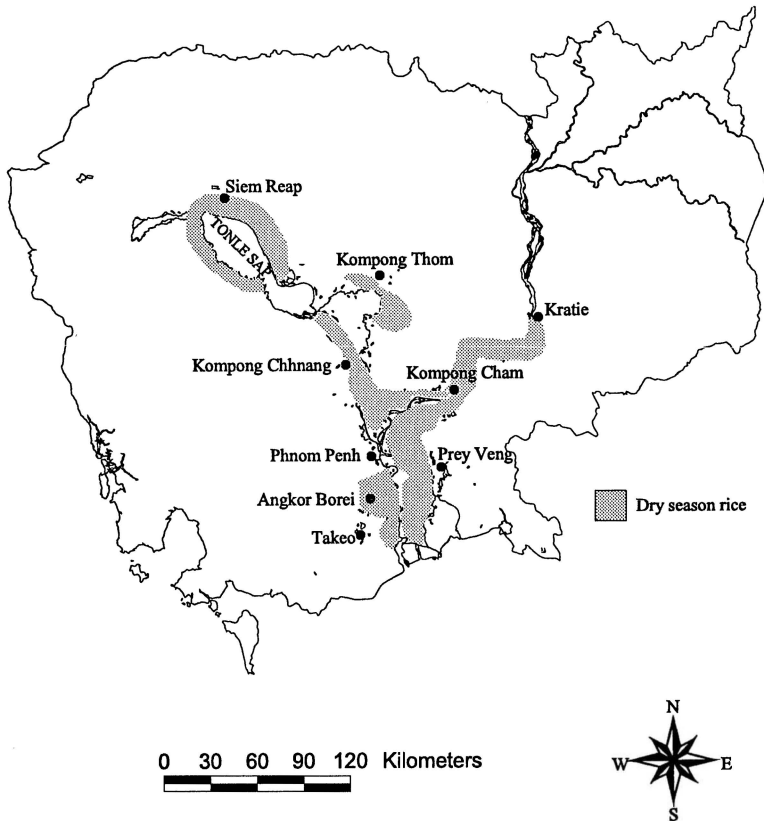 Siem Reap
TONLE SAP
Kompong Thom
Kratie
Kompong Chhnang
Kompong Cham
Phnom Penh
Prey Veng
Angkor Borei
Dry season rice
Takeo
N
W E
S
0 30 60 90 120 Kilometers